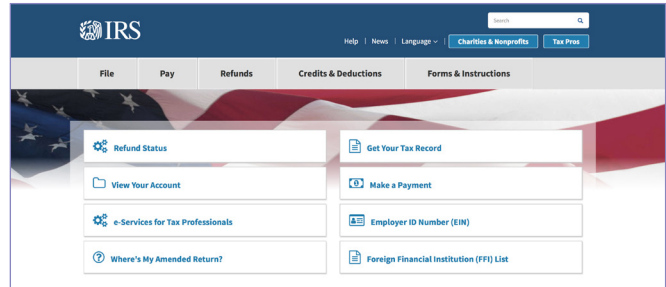 Search
IRS
Help | News | Language | Charities & Nonprofits Tax Pros
File Pay Refunds Credits & Deductions Forms & Instructions
Refund Status Get Your Tax Record
View Your Account Make a Payment
e-Services for Tax Professionals Employer ID Number (EIN)
Where's My Amended Return? Foreign Financial Institution (FFI) List